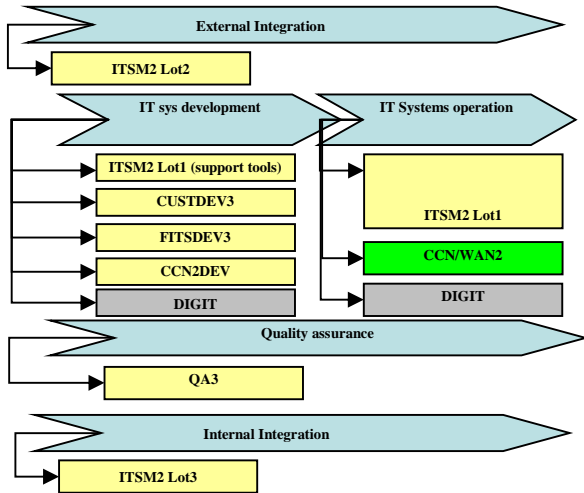 External Integration
ITSM2 Lot2
IT sys development
ITSM2 Lot1 (support tools)
CUSTDEV3
FITSDEV3
CCN2DEV
DIGIT
IT Systems operation
ITSM2 Lot1
CCN/WAN2
DIGIT
Quality assurance
QA3
Internal Integration
ITSM2 Lot3